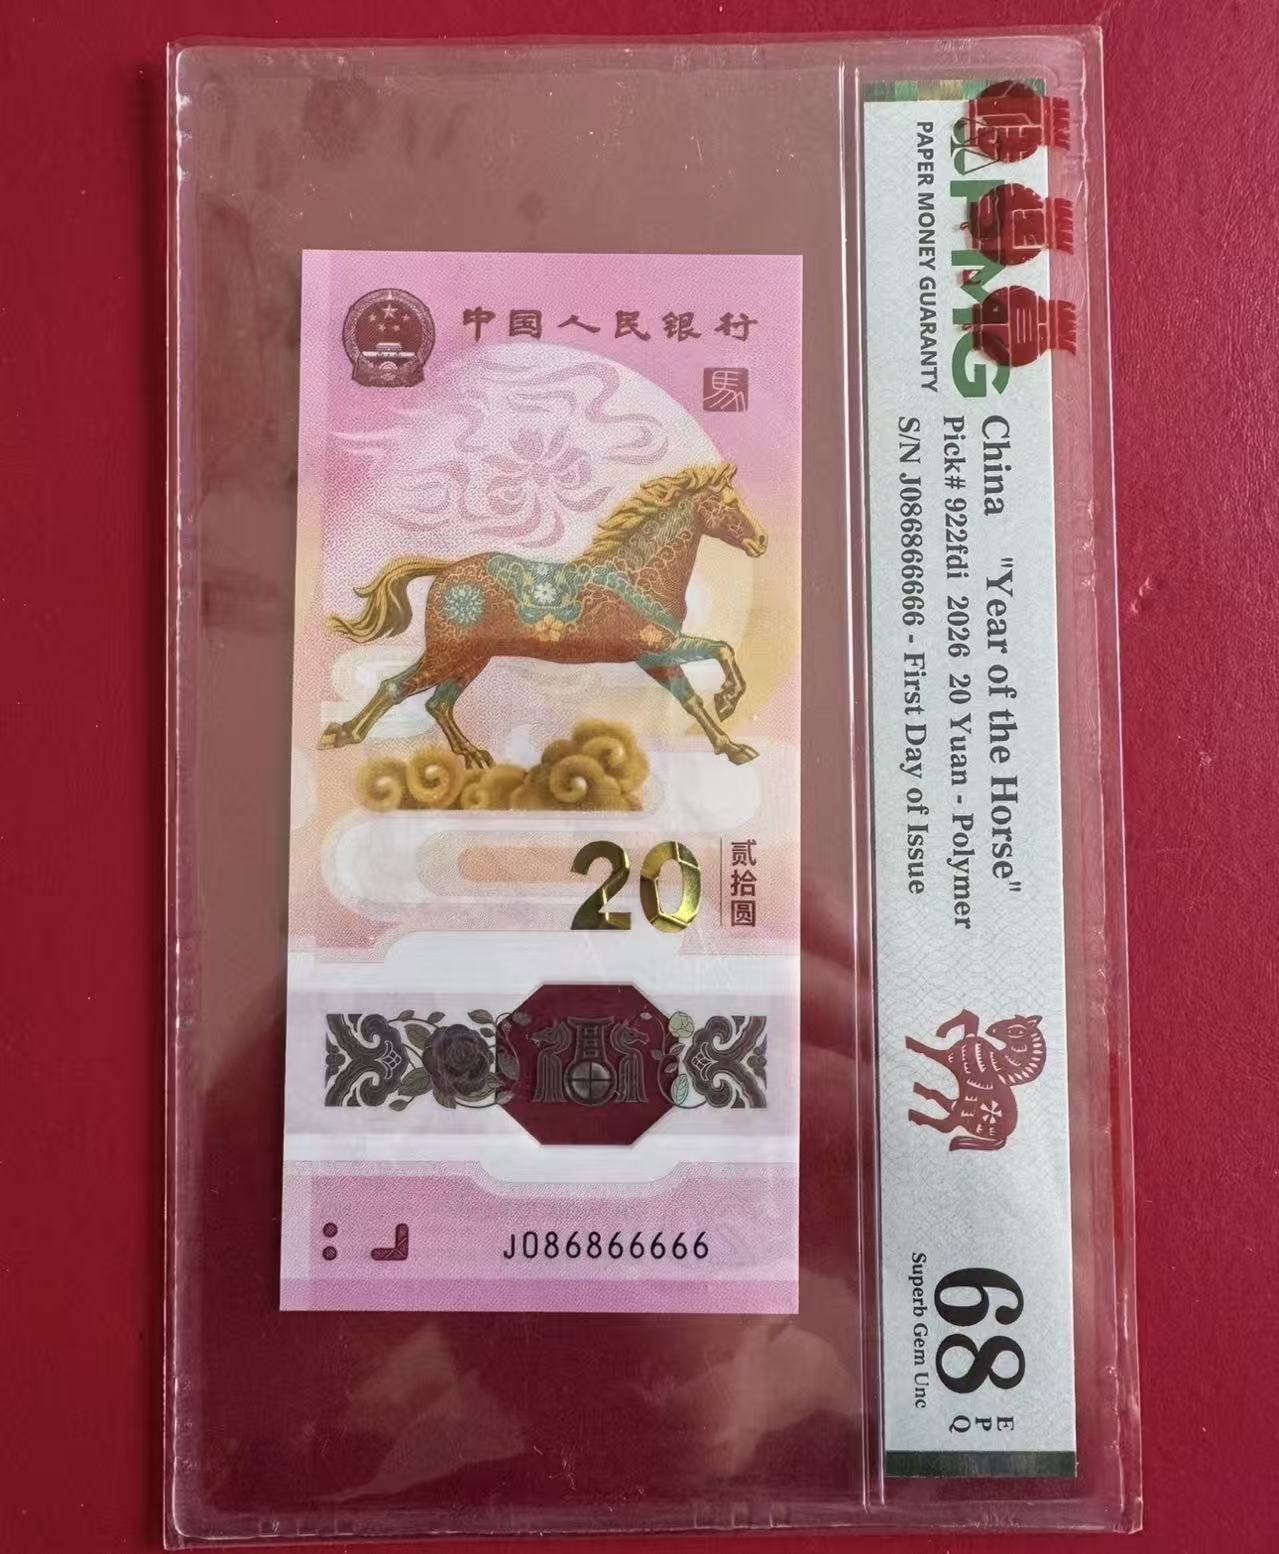 中国人民银行
馬
20
贰拾圆
J086866666
PMG
PAPER MONEY GUARANTY
China "Year of the Horse"
Pick# 922fdi 2026 20 Yuan - Polymer
S/N J086866666 - First Day of Issue
68
EPQ
Superb Gem Unc